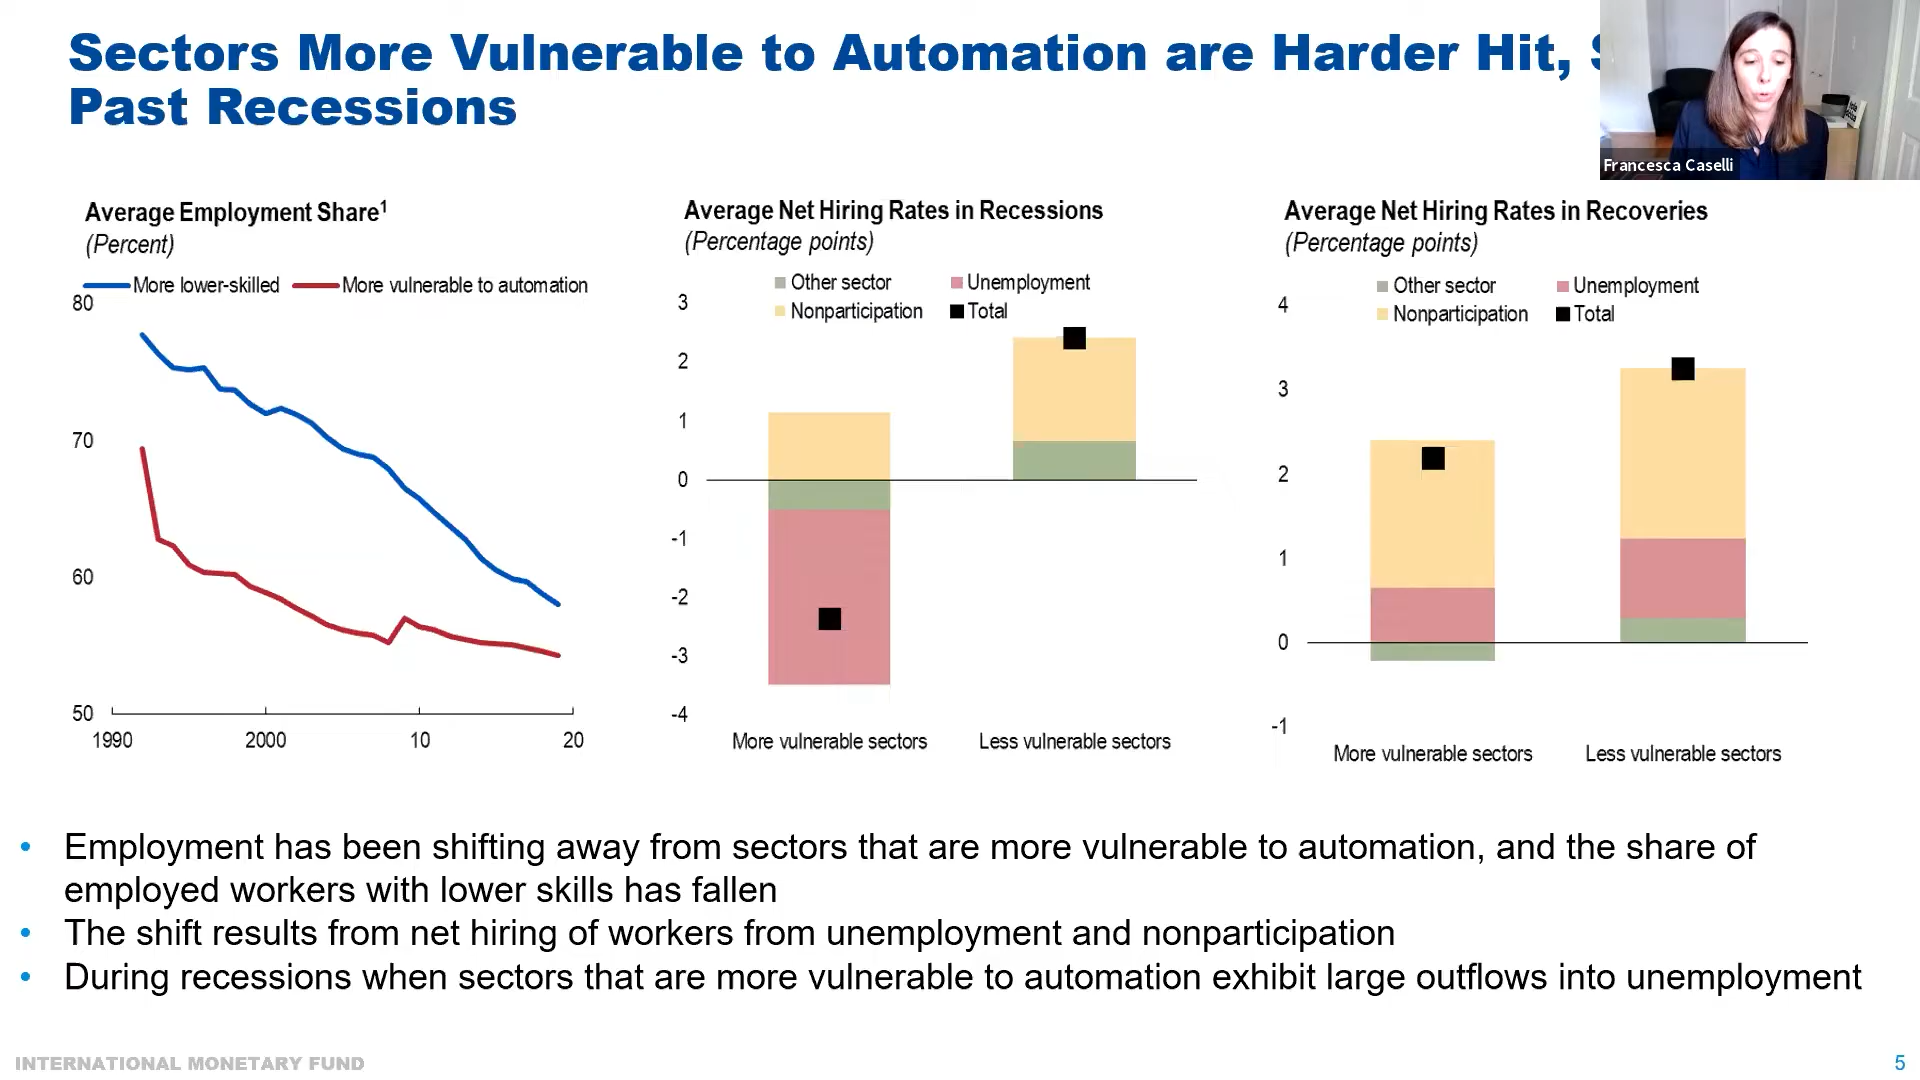 Sectors More Vulnerable to Automation are Harder Hit,
Past Recessions
Francesca Caselli
Average Employment Share¹
(Percent)
More lower-skilled More vulnerable to automation
80
70
60
50
1990 2000 10 20
Average Net Hiring Rates in Recessions
(Percentage points)
Other sector Unemployment
Nonparticipation Total
3
2
1
0
-1
-2
-3
-4
More vulnerable sectors Less vulnerable sectors
Average Net Hiring Rates in Recoveries
(Percentage points)
Other sector Unemployment
Nonparticipation Total
4
3
2
1
0
-1
More vulnerable sectors Less vulnerable sectors
• Employment has been shifting away from sectors that are more vulnerable to automation, and the share of
employed workers with lower skills has fallen
• The shift results from net hiring of workers from unemployment and nonparticipation
• During recessions when sectors that are more vulnerable to automation exhibit large outflows into unemployment
INTERNATIONAL MONETARY FUND
5